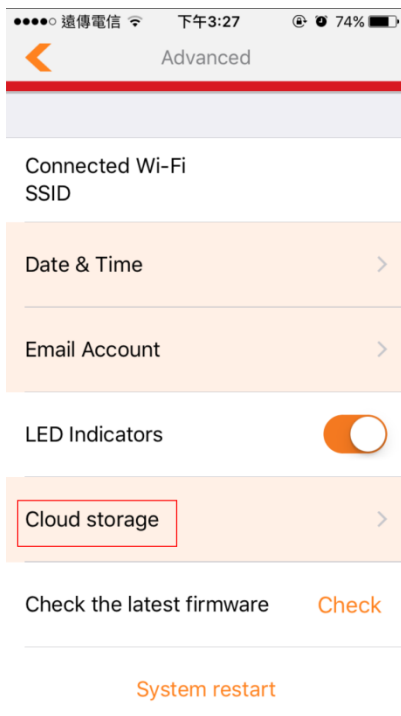 遠傳電信 下午3:27 74%
Advanced
Connected Wi-Fi
SSID
Date & Time
Email Account
LED Indicators
Cloud storage
Check the latest firmware Check
System restart